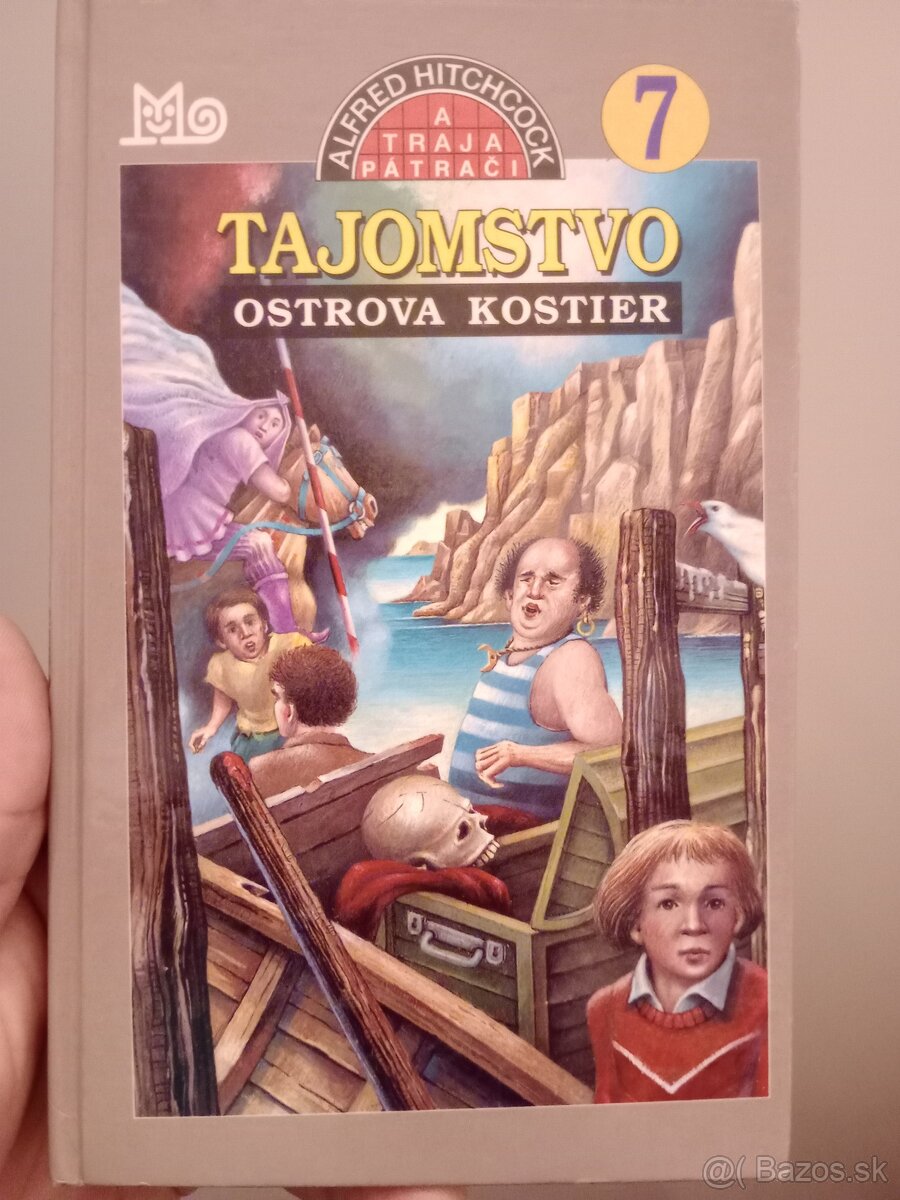 ALFRED HITCHCOCK
A
TRAJA
PÁTRAČI
7
TAJOMSTVO
OSTROVA KOSTIER
@( Bazos.sk